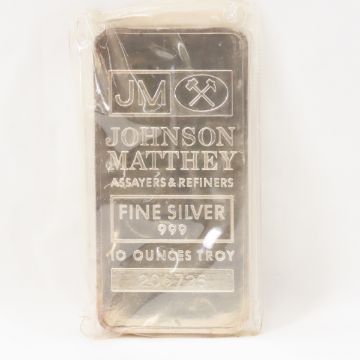 JM
JOHNSON
MATTHEY
ASSAYERS & REFINERS
FINE SILVER
999
10 OUNCES TROY